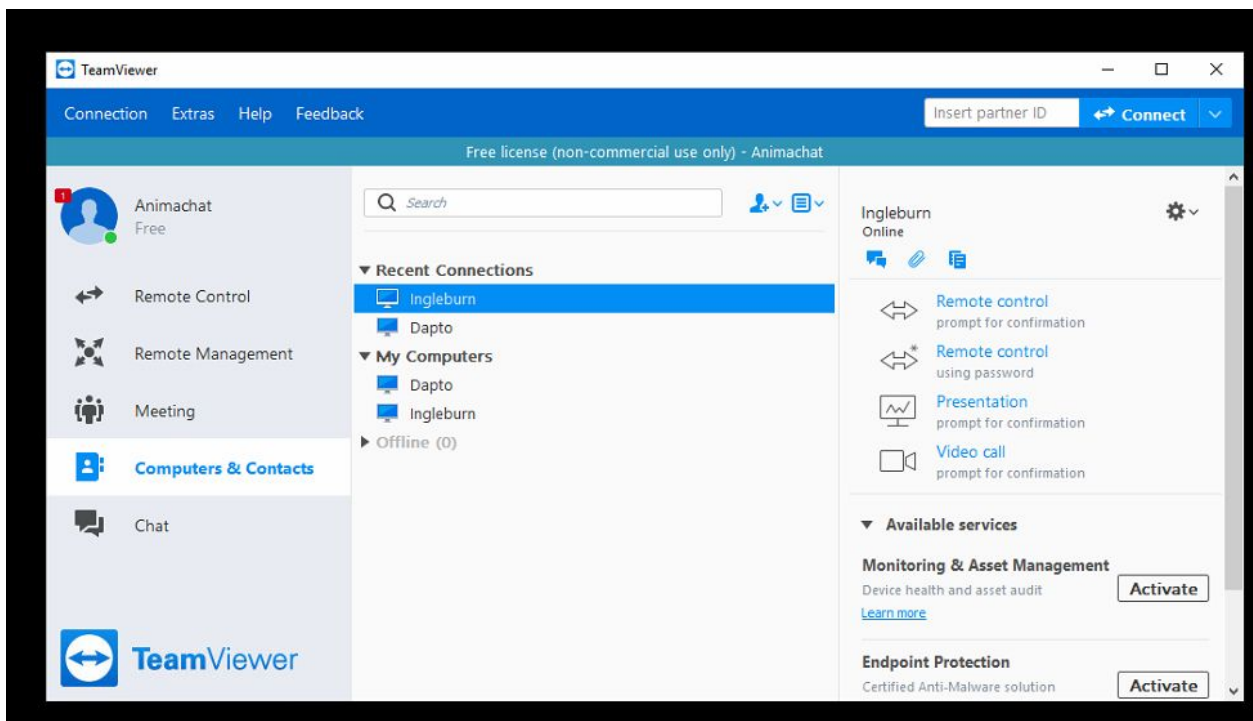 TeamViewer
Connection Extras Help Feedback
Insert partner ID
Connect
Free license (non-commercial use only) - Animachat
1
Animachat
Free
Remote Control
Remote Management
Meeting
Computers & Contacts
Chat
TeamViewer
Search
Recent Connections
Ingleburn
Dapto
My Computers
Dapto
Ingleburn
Offline (0)
Ingleburn
Online
Remote control
prompt for confirmation
Remote control
using password
Presentation
prompt for confirmation
Video call
prompt for confirmation
Available services
Monitoring & Asset Management
Device health and asset audit
Activate
Learn more
Endpoint Protection
Certified Anti-Malware solution
Activate